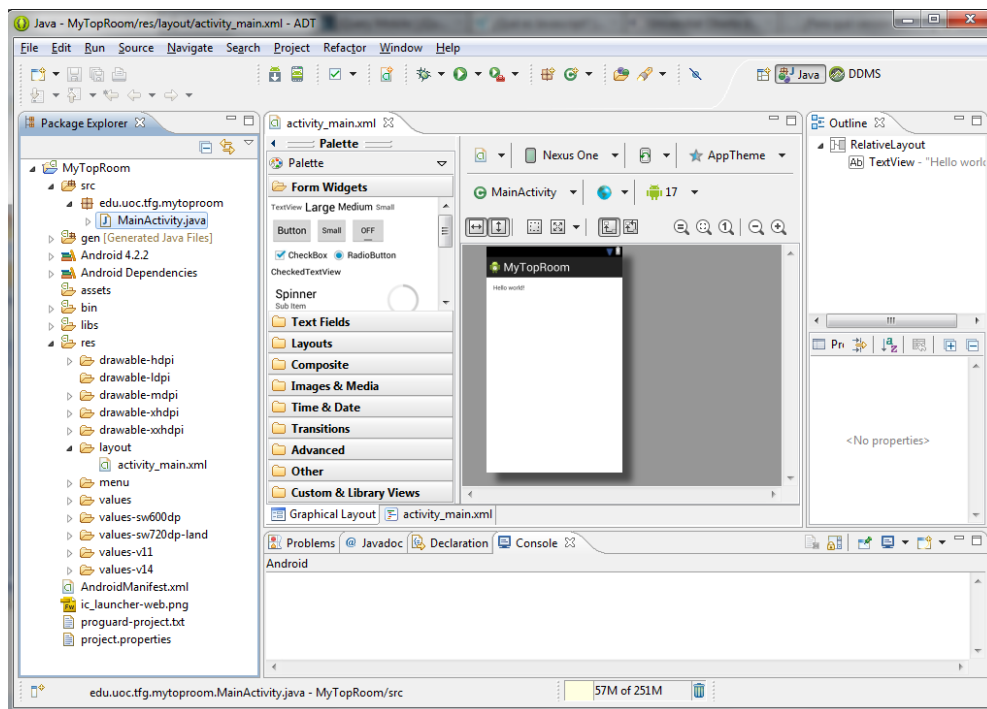 Java - MyTopRoom/res/layout/activity_main.xml - ADT
File Edit Run Source Navigate Search Project Refactor Window Help
Java DDMS
Package Explorer
MyTopRoom
src
edu.uoc.tfg.mytoproom
MainActivity.java
gen [Generated Java Files]
Android 4.2.2
Android Dependencies
assets
bin
libs
res
drawable-hdpi
drawable-ldpi
drawable-mdpi
drawable-xhdpi
drawable-xxhdpi
layout
activity_main.xml
menu
values
values-sw600dp
values-sw720dp-land
values-v11
values-v14
AndroidManifest.xml
ic_launcher-web.png
proguard-project.txt
project.properties
activity_main.xml
Palette
Palette
Form Widgets
TextView Large Medium Small
Button Small OFF
CheckBox RadioButton
CheckedTextView
Spinner
Sub Item
Text Fields
Layouts
Composite
Images & Media
Time & Date
Transitions
Advanced
Other
Custom & Library Views
Graphical Layout activity_main.xml
Nexus One AppTheme
MainActivity 17
MyTopRoom
Hello world!
Outline
RelativeLayout
Ab TextView - "Hello world
Pro
<No properties>
Problems @ Javadoc Declaration Console
Android
edu.uoc.tfg.mytoproom.MainActivity.java - MyTopRoom/src
57M of 251M